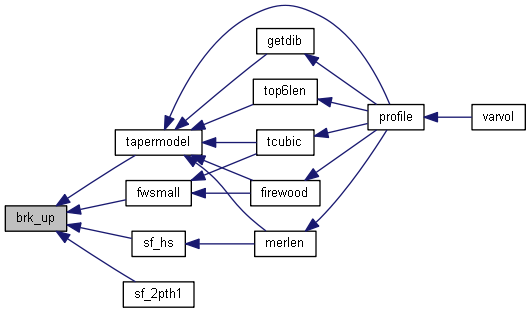 getdib
top6len
profile
varvol
tapermodel
tcubic
fwsmall
firewood
brk_up
sf_hs
merlen
sf_2pth1